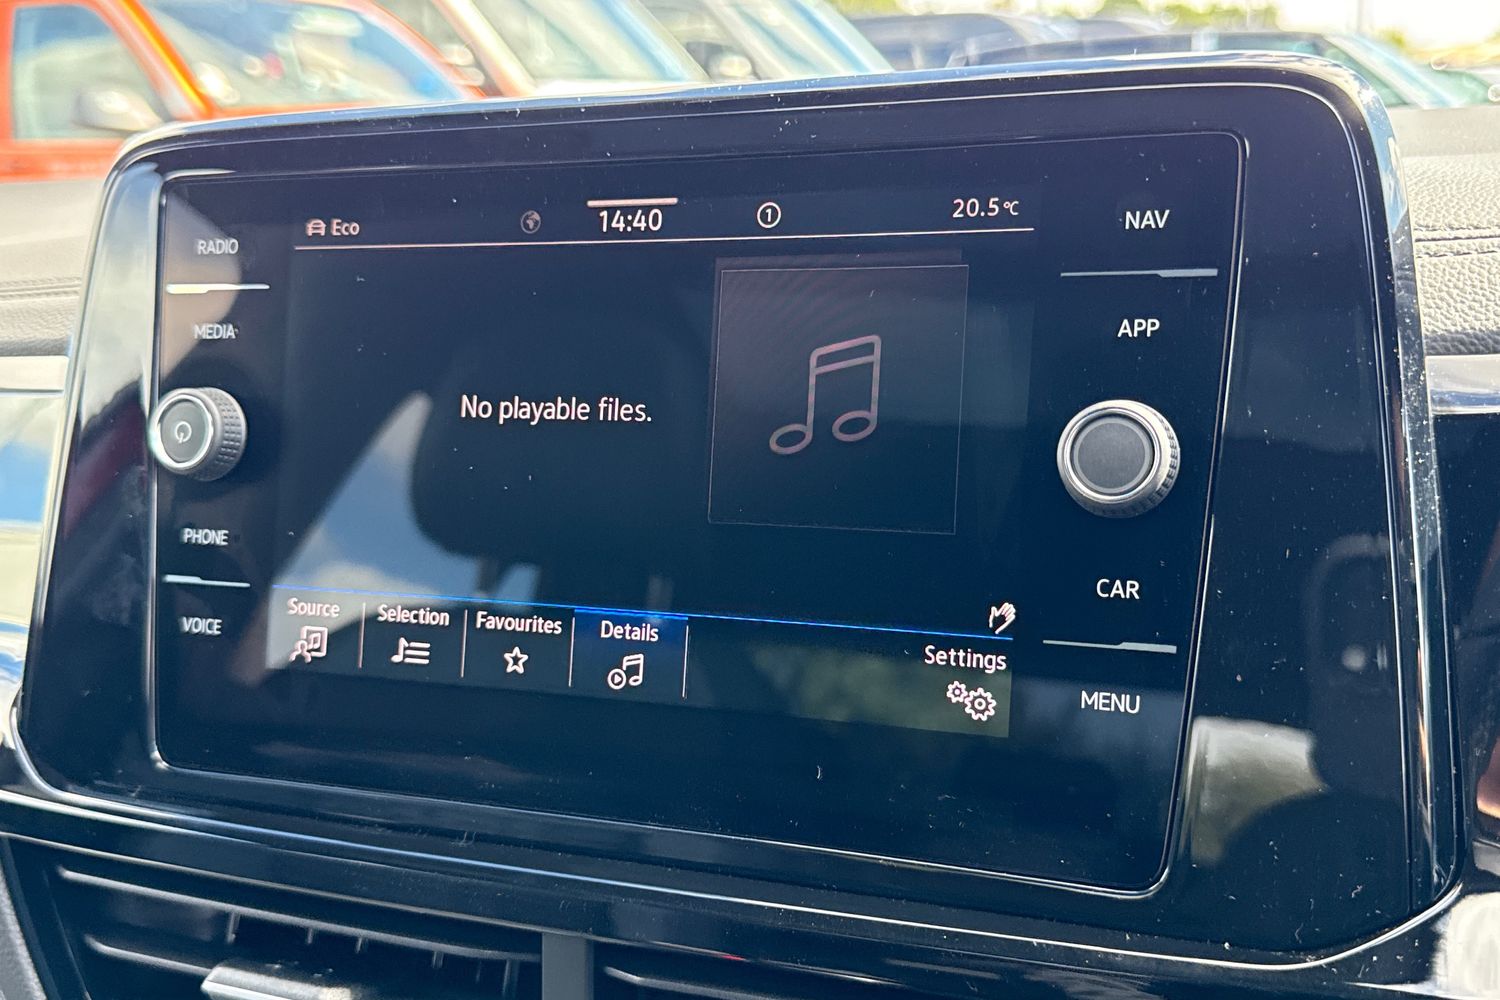 Eco
14:40
1
20.5°C
RADIO
MEDIA
PHONE
VOICE
No playable files.
NAV
APP
CAR
MENU
Source
Selection
Favourites
Details
Settings